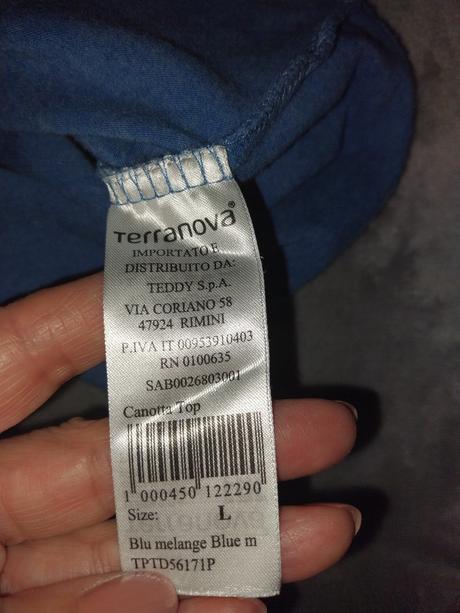 Terranova®
IMPORTATO E
DISTRIBUITO DA:
TEDDY S.p.A.
VIA CORIANO 58
47924 RIMINI
P.IVA IT 00953910403
RN 0100635
SAB0026803001
Canotta Top
1 000450 122290
Size: L
Blu melange Blue m
TPTD56171P